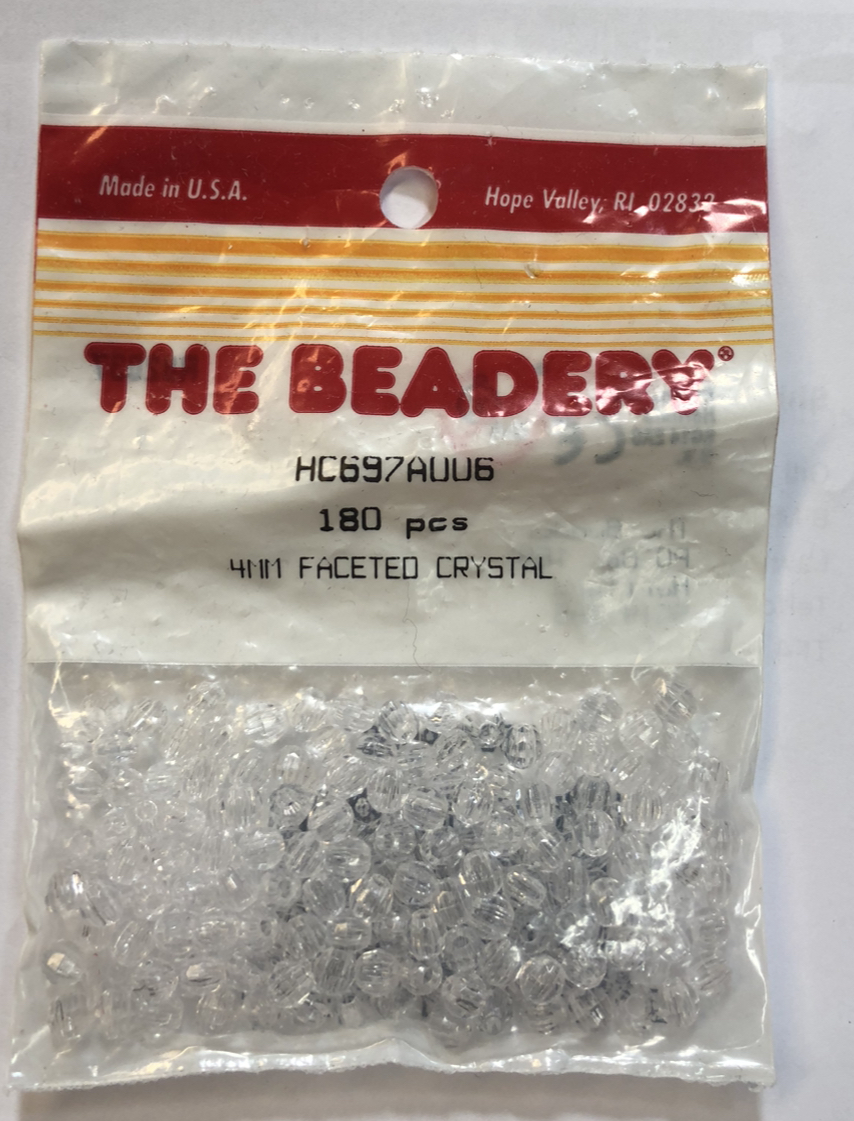 Made in U.S.A.
Hope Valley, RI 02832
THE BEADERY®
HC697A006
180 pcs
4MM FACETED CRYSTAL